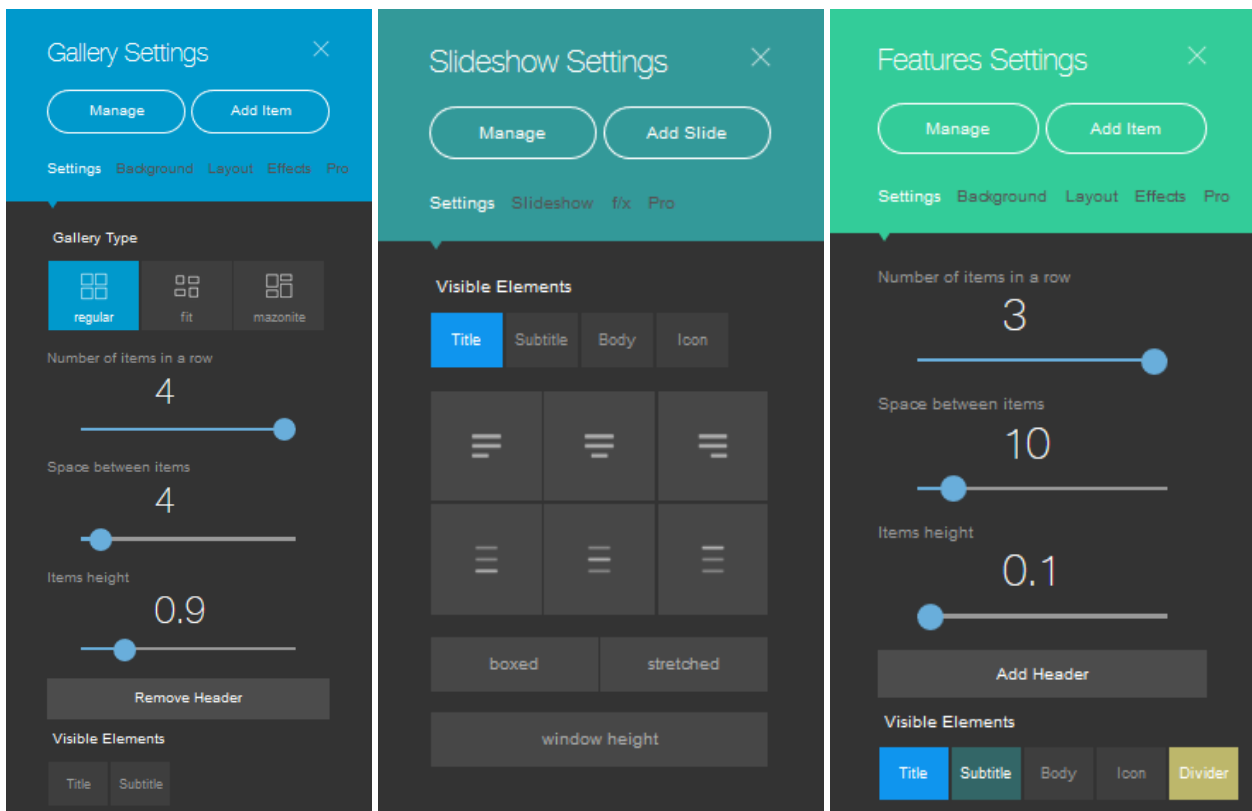 Gallery Settings
Manage Add Item
Settings Background Layout Effects Pro
Gallery Type
regular fit mazonite
Number of items in a row
4
Space between items
4
Items height
0.9
Remove Header
Visible Elements
Title Subtitle
Slideshow Settings
Manage Add Slide
Settings Slideshow f/x Pro
Visible Elements
Title Subtitle Body Icon
boxed stretched
window height
Features Settings
Manage Add Item
Settings Background Layout Effects Pro
Number of items in a row
3
Space between items
10
Items height
0.1
Add Header
Visible Elements
Title Subtitle Body Icon Divider